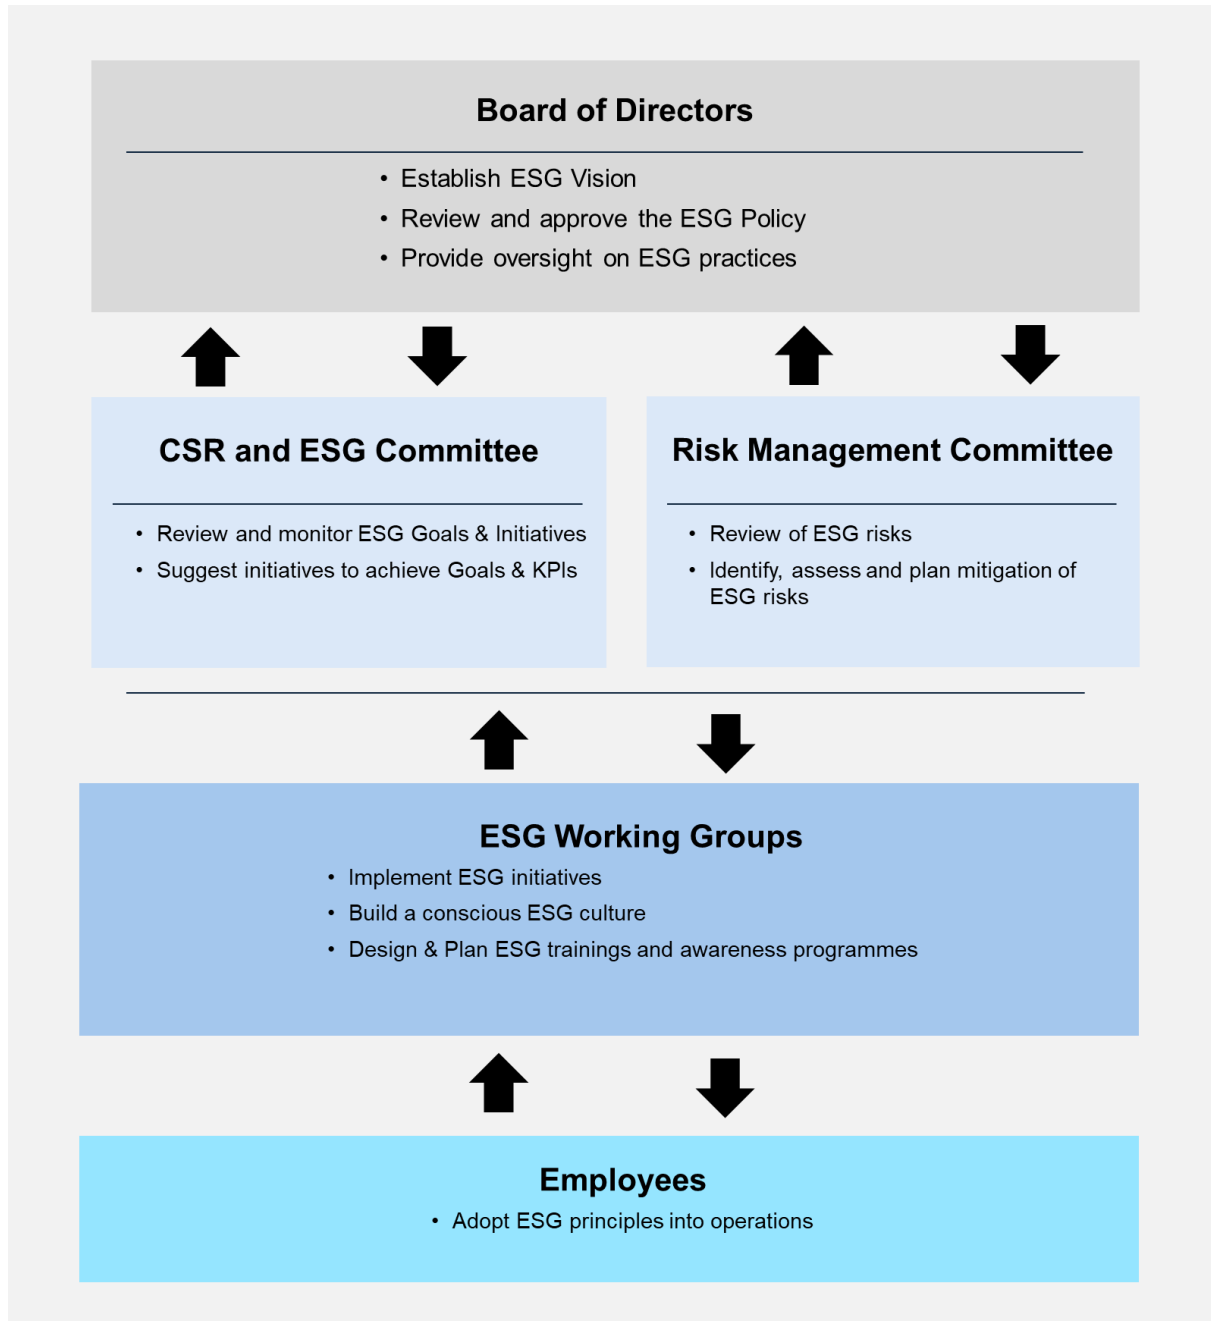 Board of Directors
• Establish ESG Vision
• Review and approve the ESG Policy
• Provide oversight on ESG practices
CSR and ESG Committee
• Review and monitor ESG Goals & Initiatives
• Suggest initiatives to achieve Goals & KPIs
Risk Management Committee
• Review of ESG risks
• Identify, assess and plan mitigation of
ESG risks
ESG Working Groups
• Implement ESG initiatives
• Build a conscious ESG culture
• Design & Plan ESG trainings and awareness programmes
Employees
• Adopt ESG principles into operations